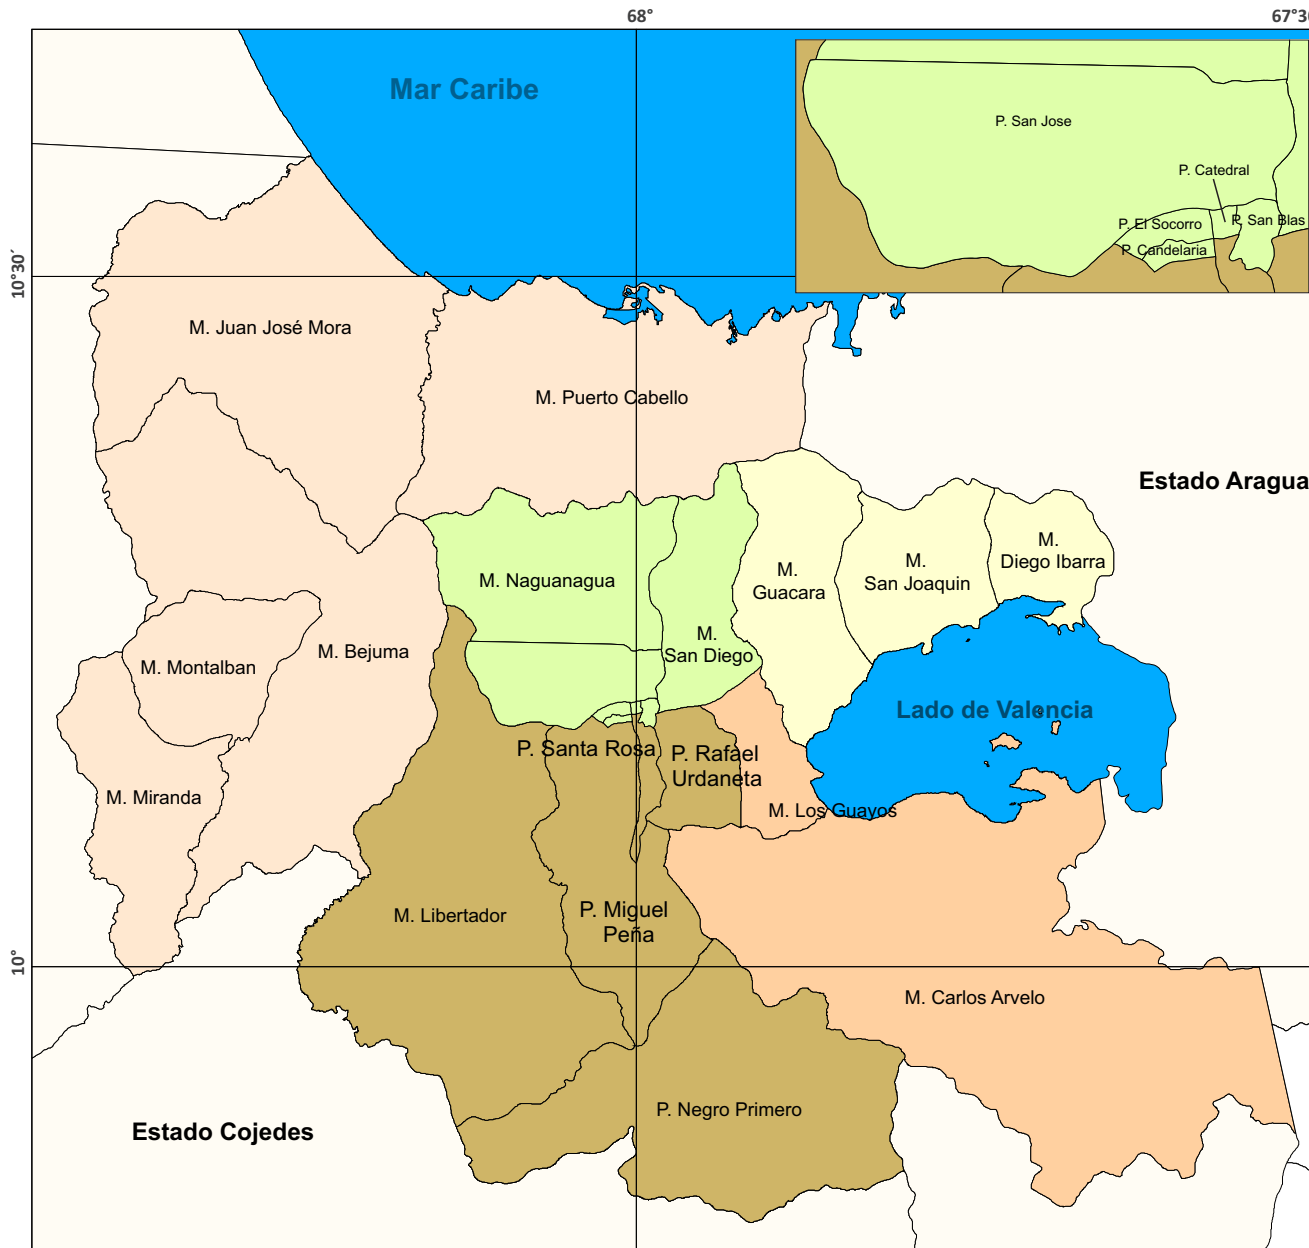 68°
67°30
Mar Caribe
P. San Jose
P. Catedral
P. El Socorro
P. San Blas
P. Candelaria
10°30´
M. Juan José Mora
M. Puerto Cabello
Estado Aragua
M. Naguanagua
M.
Guacara
M.
San Joaquin
M.
Diego Ibarra
M.
San Diego
M. Montalban
M. Bejuma
Lado de Valencia
P. Santa Rosa
P. Rafael
Urdaneta
M. Miranda
M. Los Guayos
M. Libertador
P. Miguel
Peña
10°
M. Carlos Arvelo
P. Negro Primero
Estado Cojedes